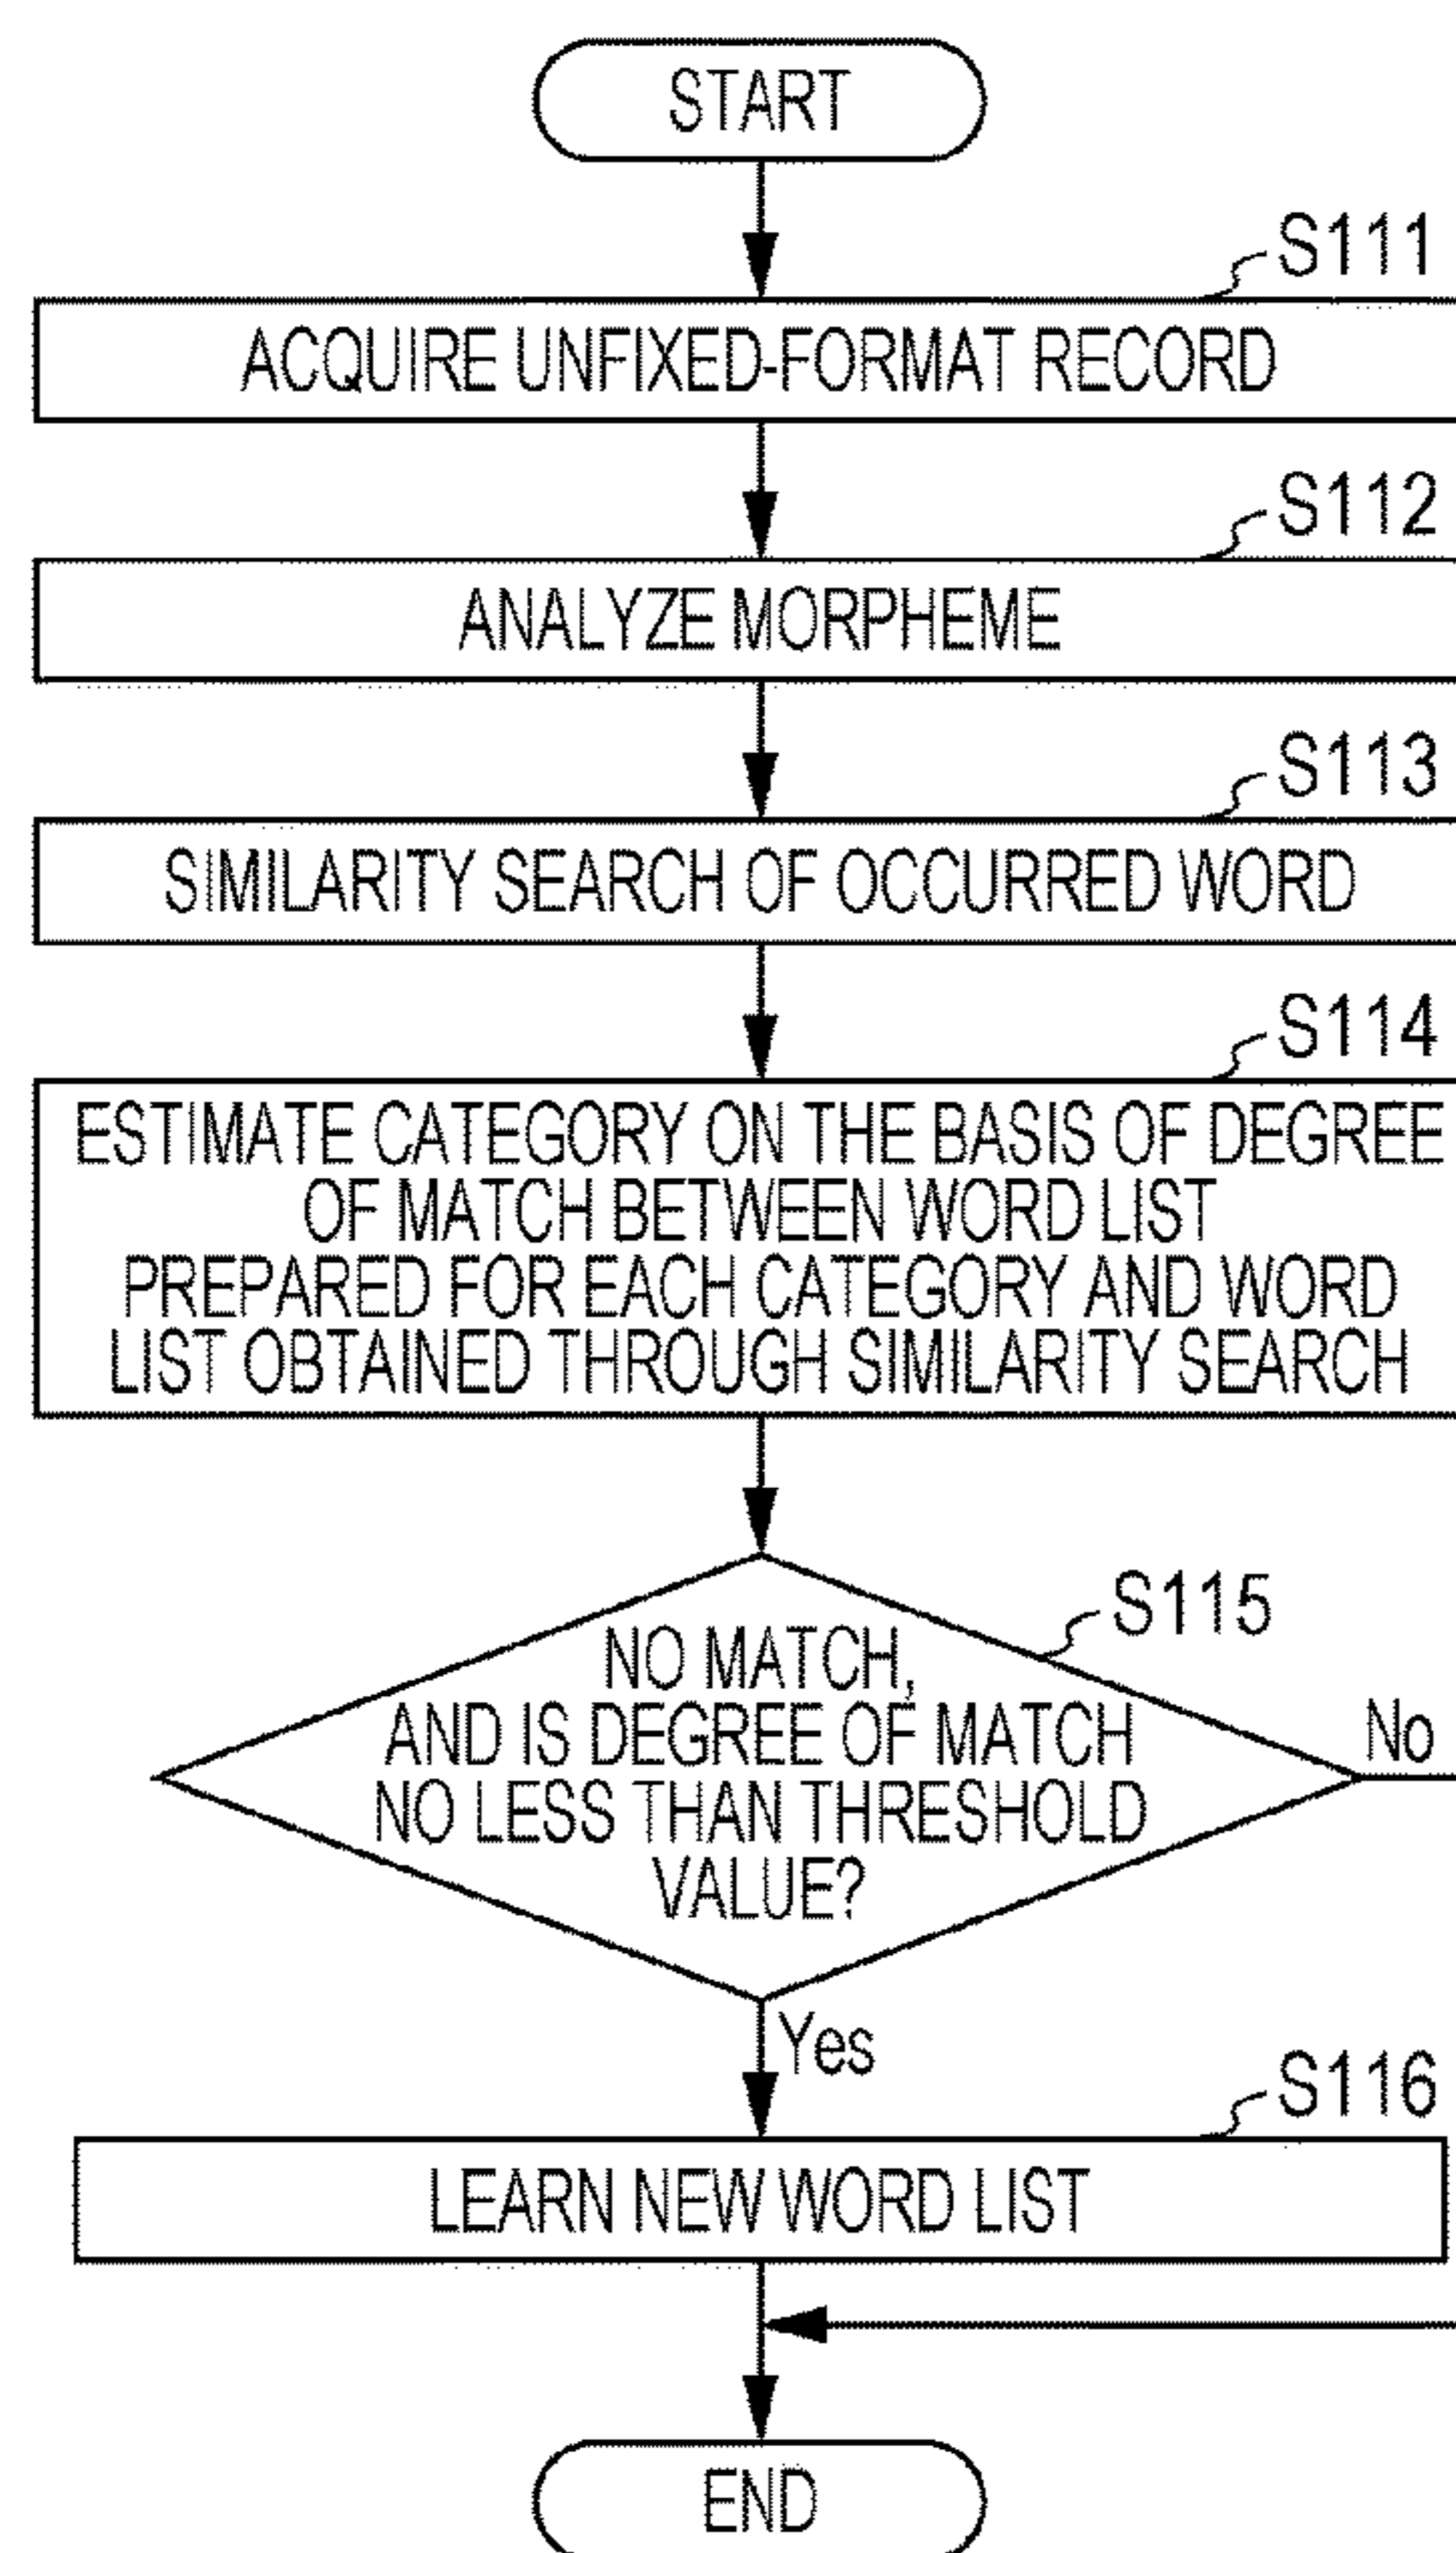 START
S111
ACQUIRE UNFIXED-FORMAT RECORD
S112
ANALYZE MORPHEME
S113
SIMILARITY SEARCH OF OCCURRED WORD
S114
ESTIMATE CATEGORY ON THE BASIS OF DEGREE
OF MATCH BETWEEN WORD LIST
PREPARED FOR EACH CATEGORY AND WORD
LIST OBTAINED THROUGH SIMILARITY SEARCH
S115
NO MATCH,
AND IS DEGREE OF MATCH
NO LESS THAN THRESHOLD
VALUE?
No
Yes
S116
LEARN NEW WORD LIST
END